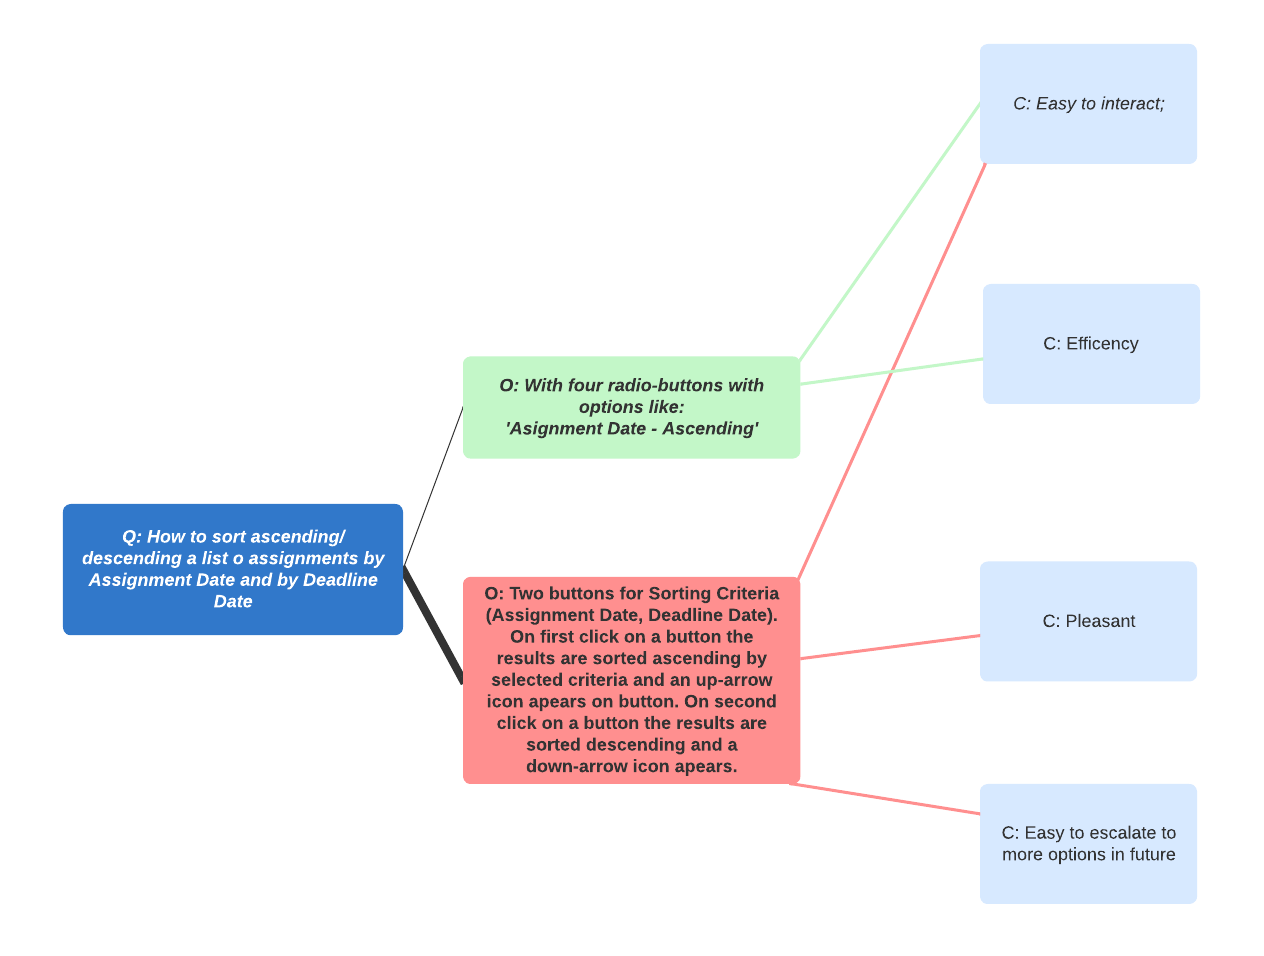 Q: How to sort ascending/
descending a list o assignments by
Assignment Date and by Deadline
Date
O: With four radio-buttons with
options like:
'Asignment Date - Ascending'
O: Two buttons for Sorting Criteria
(Assignment Date, Deadline Date).
On first click on a button the
results are sorted ascending by
selected criteria and an up-arrow
icon apears on button. On second
click on a button the results are
sorted descending and a
down-arrow icon apears.
C: Easy to interact;
C: Efficency
C: Pleasant
C: Easy to escalate to
more options in future